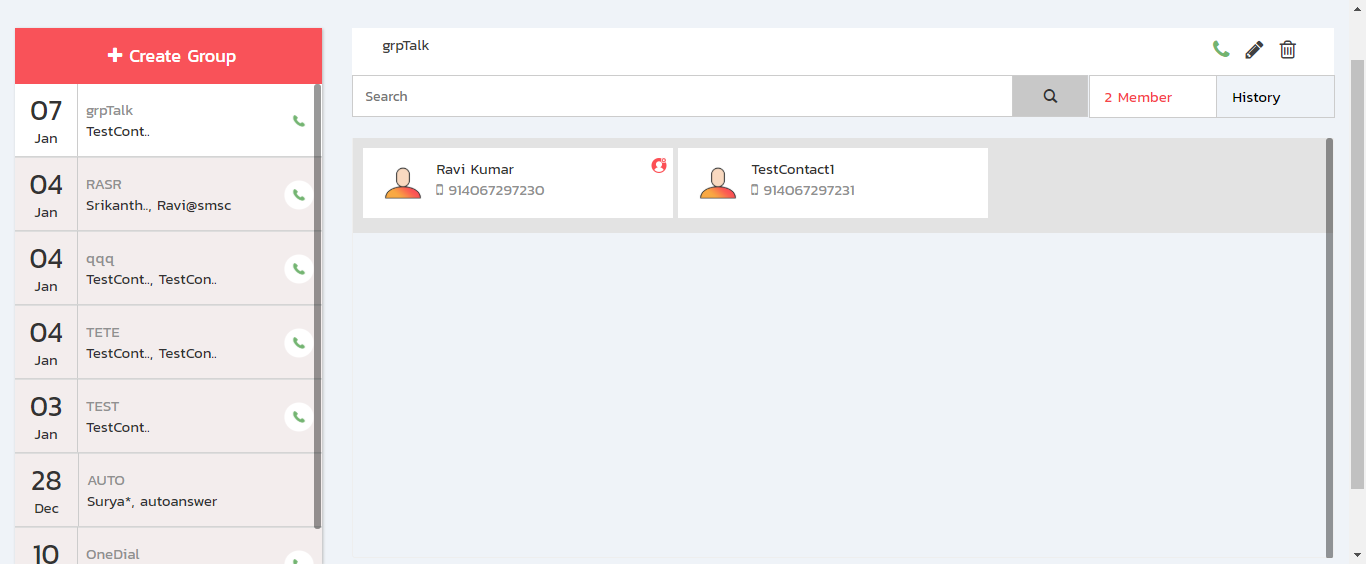 Create Group
07
Jan
grpTalk
TestCont..
04
Jan
RASR
Srikanth.., Ravi@smsc
04
Jan
qqq
TestCont.., TestCon..
04
Jan
TETE
TestCont.., TestCon..
03
Jan
TEST
TestCont..
28
Dec
AUTO
Surya*, autoanswer
10
OneDial
grpTalk
Search
2 Member
History
Ravi Kumar
914067297230
TestContact1
914067297231